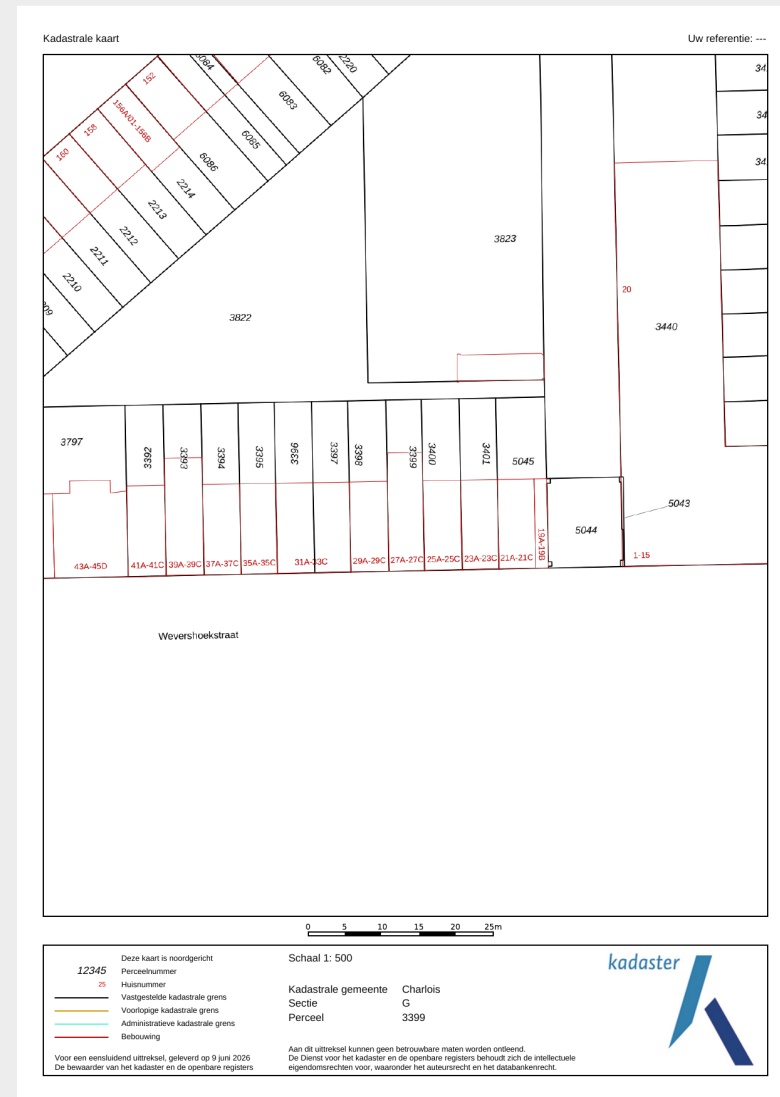 Kadastrale kaart
Uw referentie: ---
6084
6082
2220
152
6083
156A/01-166B
158
6085
160
6086
2214
2213
2212
2211
2210
3823
20
3822
3440
3797
3392
3393
3394
3395
3396
3397
3398
3399
3400
3401
5045
5043
5044
19A-19B
1-15
43A-45D
41A-41C
39A-39C
37A-37C
35A-35C
31A-33C
29A-29C
27A-27C
25A-25C
23A-23C
21A-21C
Wevershoekstraat
0 5 10 15 20 25m
Deze kaart is noordgericht
12345 Perceelnummer
25 Huisnummer
Vastgestelde kadastrale grens
Voorlopige kadastrale grens
Administratieve kadastrale grens
Bebouwing
Voor een eensluidend uittreksel, geleverd op 9 juni 2026
De bewaarder van het kadaster en de openbare registers
Schaal 1: 500
Kadastrale gemeente Charlois
Sectie G
Perceel 3399
Aan dit uittreksel kunnen geen betrouwbare maten worden ontleend.
De Dienst voor het kadaster en de openbare registers behoudt zich de intellectuele
eigendomsrechten voor, waaronder het auteursrecht en het databankenrecht.
kadaster